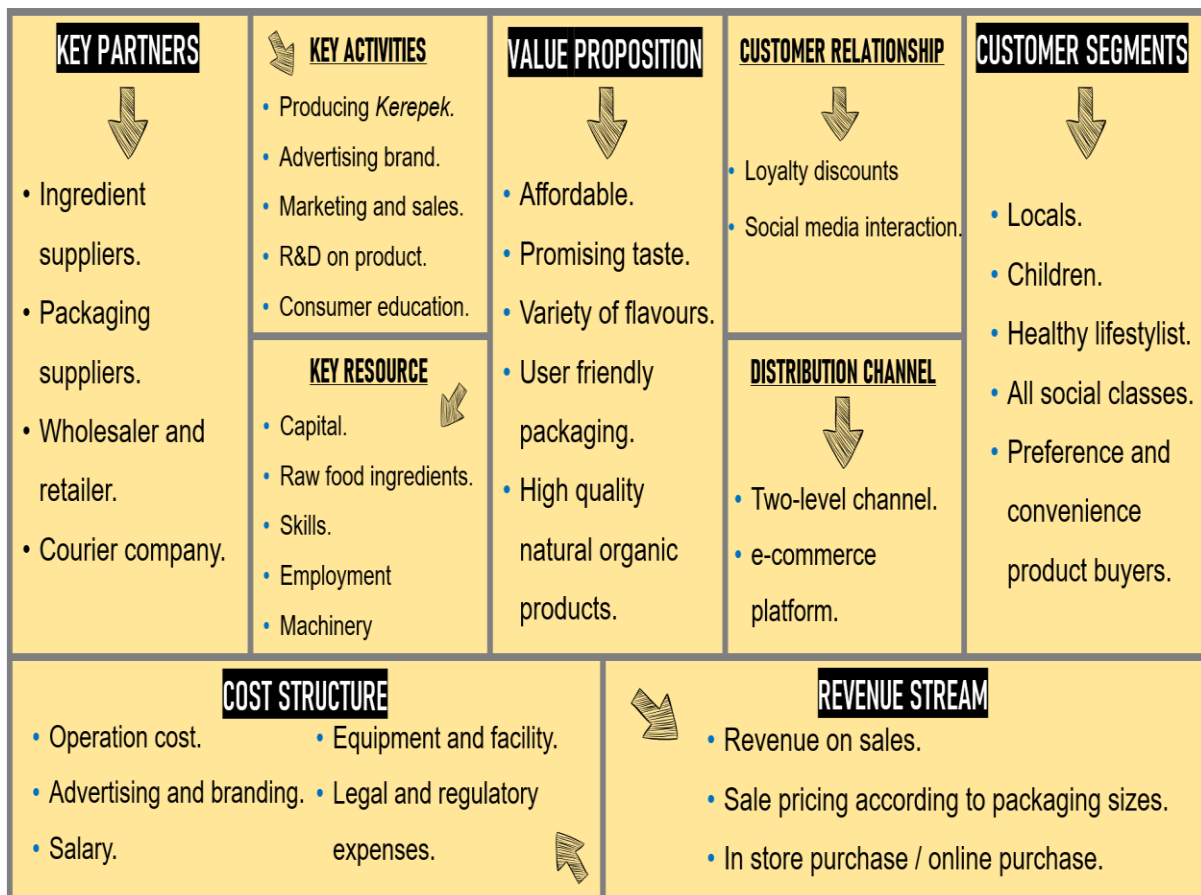 KEY PARTNERS
• Ingredient
suppliers.
• Packaging
suppliers.
• Wholesaler and
retailer.
• Courier company.
KEY ACTIVITIES
• Producing Kerepek.
• Advertising brand.
• Marketing and sales.
• R&D on product.
• Consumer education.
KEY RESOURCE
• Capital.
• Raw food ingredients.
• Skills.
• Employment
• Machinery
VALUE PROPOSITION
• Affordable.
• Promising taste.
• Variety of flavours.
• User friendly
packaging.
• High quality
natural organic
products.
CUSTOMER RELATIONSHIP
• Loyalty discounts
• Social media interaction.
DISTRIBUTION CHANNEL
• Two-level channel.
• e-commerce
platform.
CUSTOMER SEGMENTS
• Locals.
• Children.
• Healthy lifestylist.
• All social classes.
• Preference and
convenience
product buyers.
COST STRUCTURE
• Operation cost.
• Advertising and branding.
• Salary.
• Equipment and facility.
• Legal and regulatory
expenses.
REVENUE STREAM
• Revenue on sales.
• Sale pricing according to packaging sizes.
• In store purchase / online purchase.